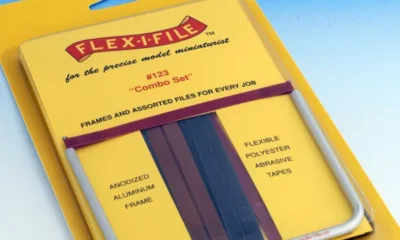 FLEX-I-FILE™
for the precise model miniaturist
#123
"Combo Set"
FRAMES AND ASSORTED FILES FOR EVERY JOB
ANODIZED
ALUMINUM
FRAME
FLEXIBLE
POLYESTER
ABRASIVE
TAPES